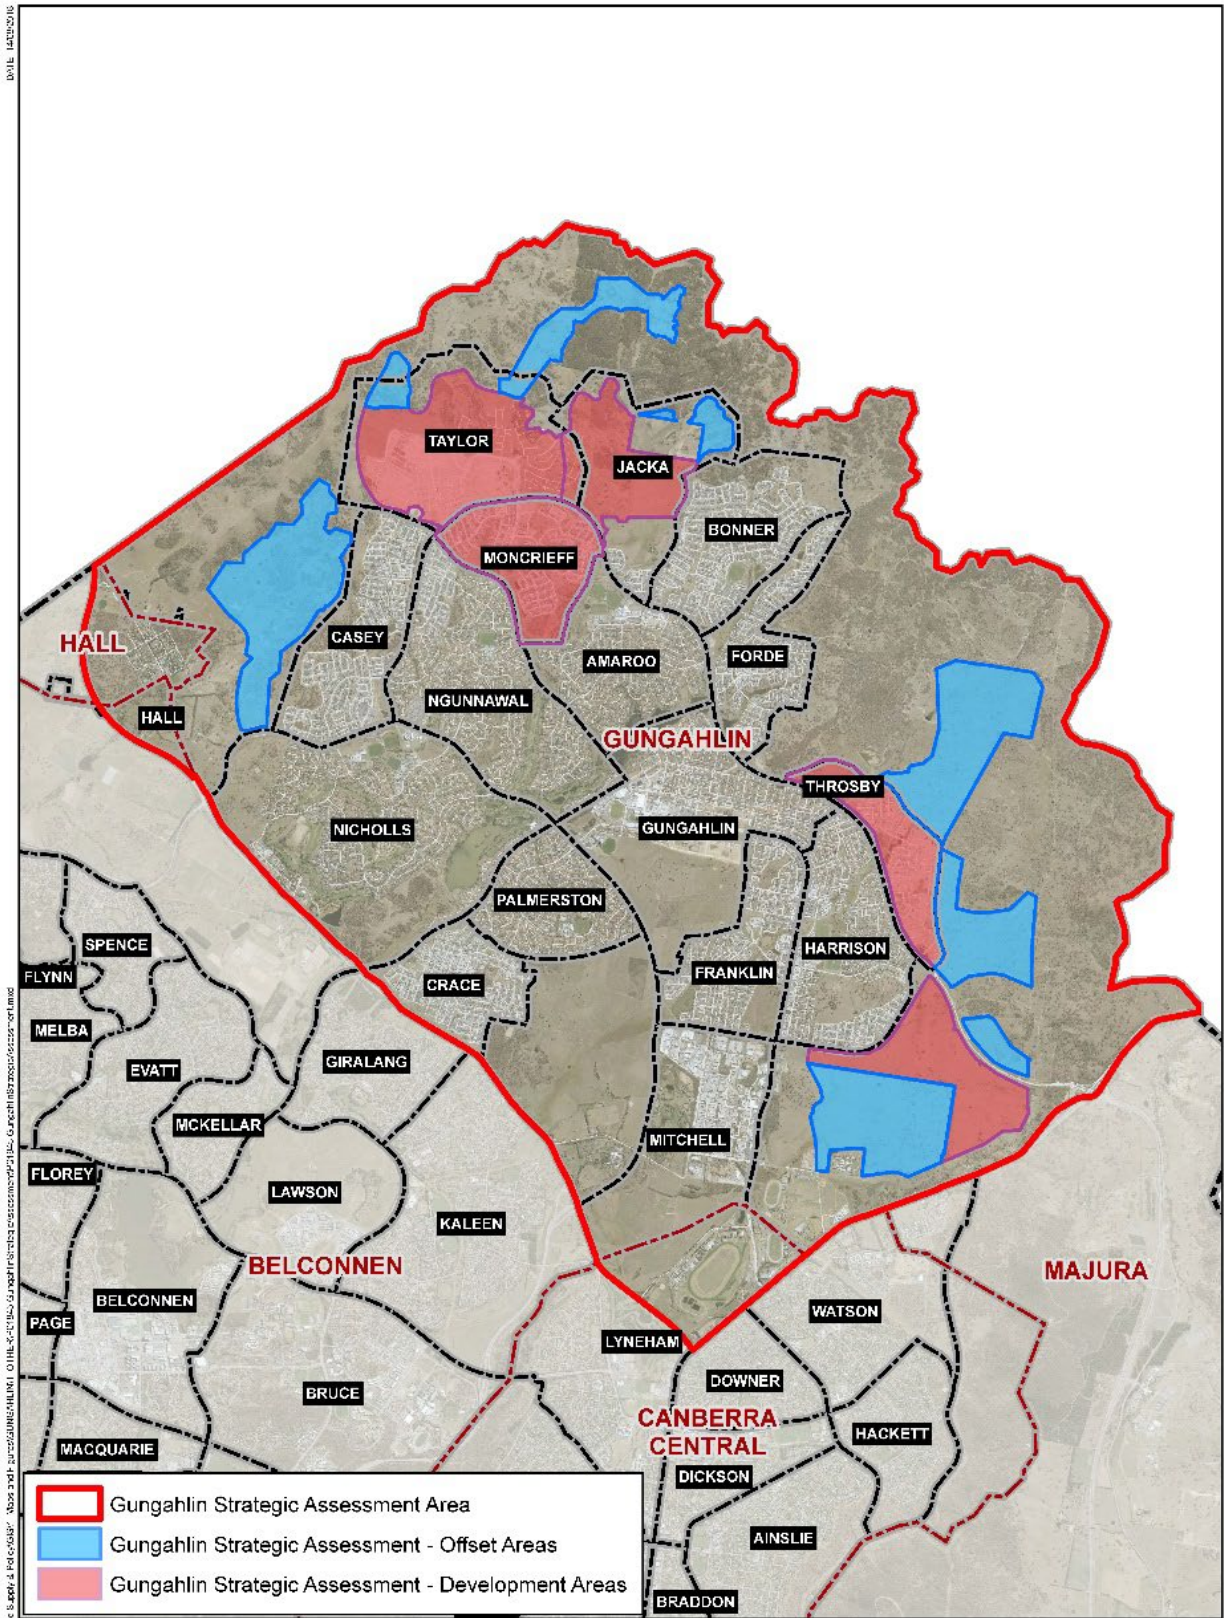 TAYLOR
JACKA
BONNER
MONCRIEFF
HALL
CASEY
AMAROO
FORDE
NGUNNAWAL
HALL
GUNGAHLIN
THROSBY
NICHOLLS
GUNGAHLIN
PALMERSTON
SPENCE
HARRISON
FLYNN
CRACE
FRANKLIN
MELBA
EVATT
GIRALANG
MCKELLAR
MITCHELL
FLOREY
LAWSON
KALEEN
BELCONNEN
MAJURA
BELCONNEN
WATSON
PAGE
LYNEHAM
DOWNER
BRUCE
CANBERRA
CENTRAL
HACKETT
MACQUARIE
DICKSON
AINSLIE
BRADDON
Gungahlin Strategic Assessment Area
Gungahlin Strategic Assessment - Offset Areas
Gungahlin Strategic Assessment - Development Areas